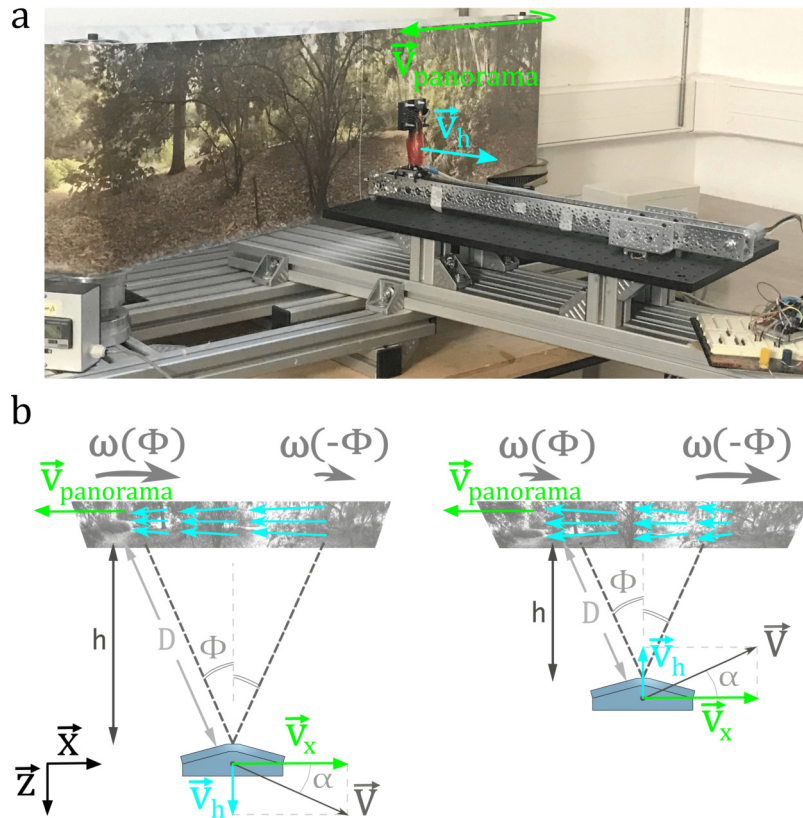 a
V⃗panorama
V⃗h
b
ω(Φ) ω(-Φ) ω(Φ) ω(-Φ)
V⃗panorama V⃗panorama
h D Φ h D Φ
V⃗h V⃗
α
V⃗x
X⃗ V⃗x
Z⃗ V⃗h α V⃗